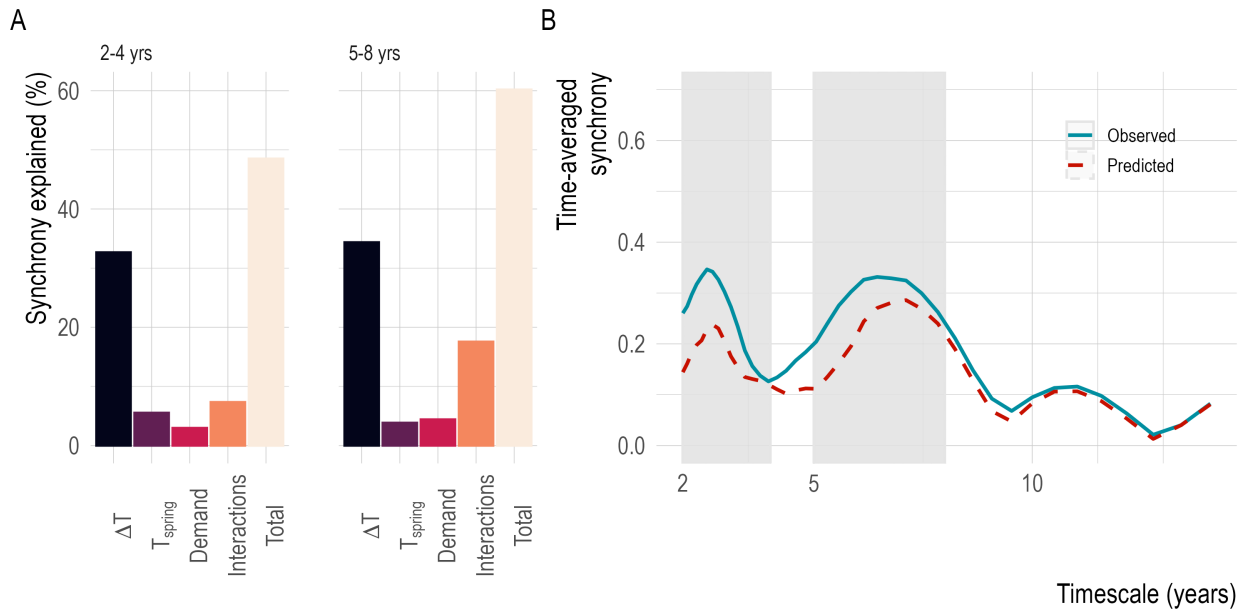 A
2-4 yrs
5-8 yrs
Synchrony explained (%)
60
40
20
0
ΔT
Tspring
Demand
Interactions
Total
ΔT
Tspring
Demand
Interactions
Total
B
Time-averaged
synchrony
0.6
0.4
0.2
0.0
Observed
Predicted
2
5
10
Timescale (years)